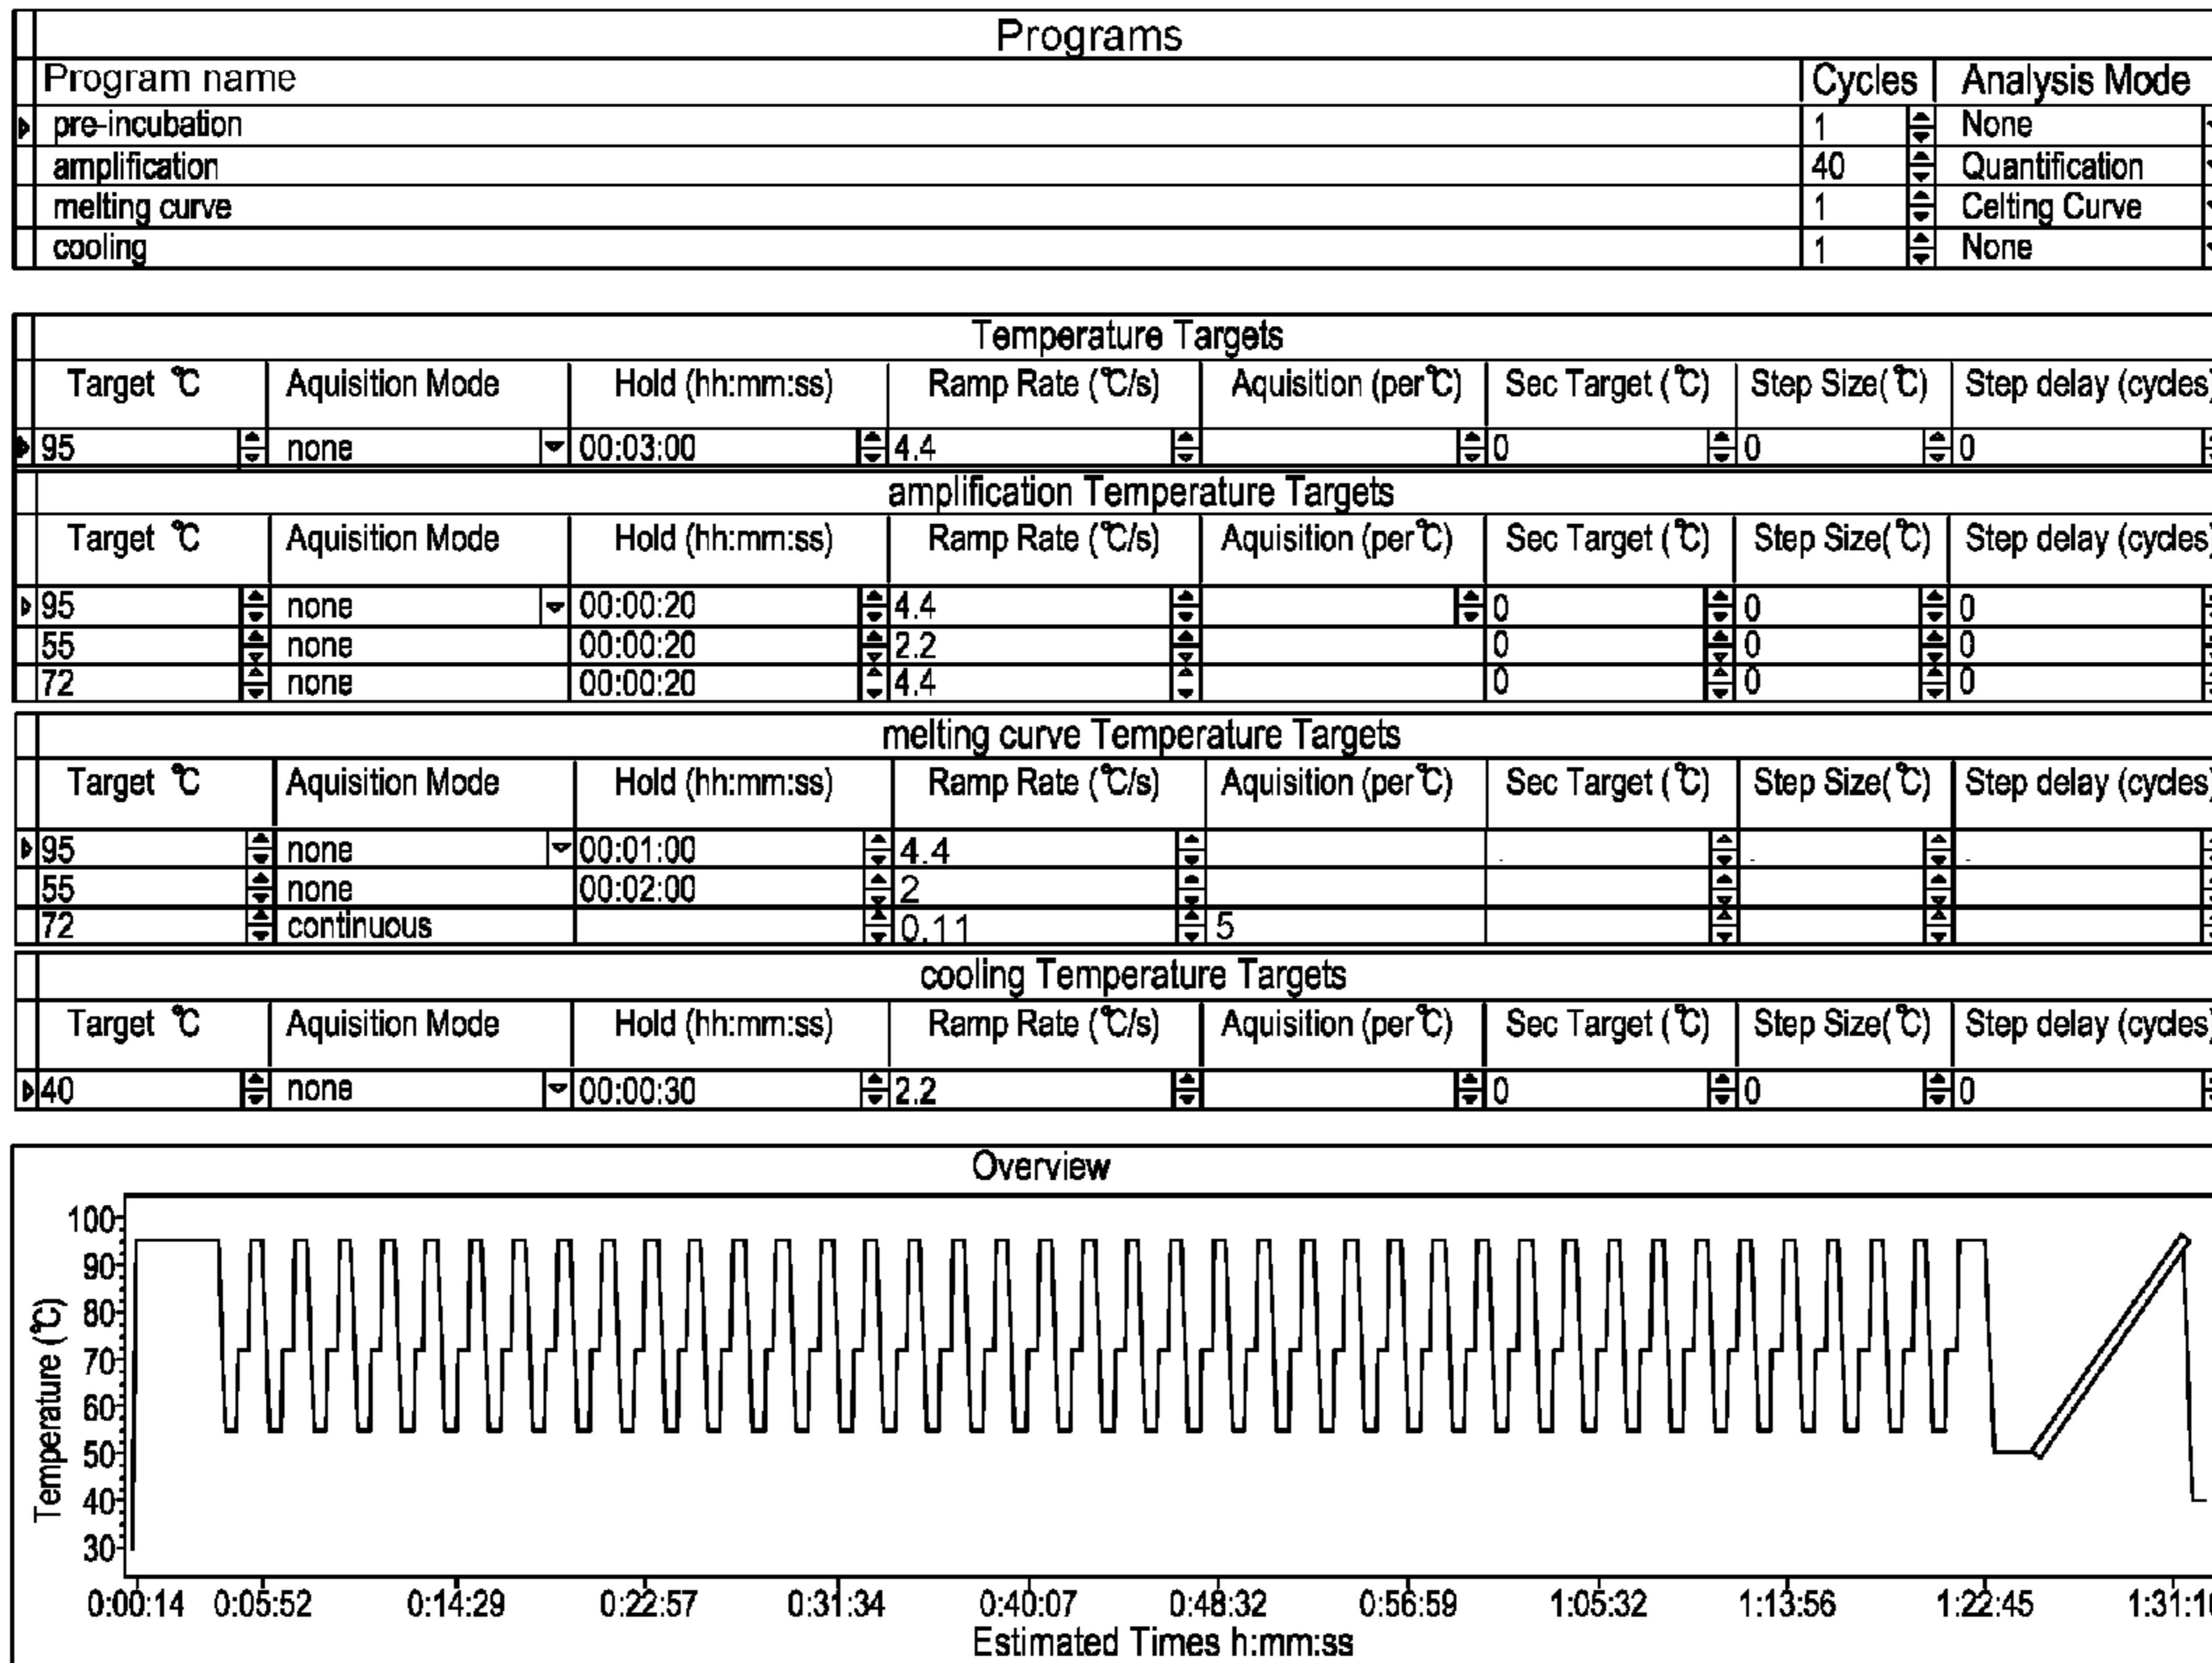 Programs
Program name Cycles Analysis Mode
pre-incubation 1 None
amplification 40 Quantification
melting curve 1 Celting Curve
cooling 1 None
Temperature Targets
Target ℃ Aquisition Mode Hold (hh:mm:ss) Ramp Rate (℃/s) Aquisition (per℃) Sec Target (℃) Step Size(℃) Step delay (cycles)
95 none 00:03:00 4.4 0 0 0
amplification Temperature Targets
Target ℃ Aquisition Mode Hold (hh:mm:ss) Ramp Rate (℃/s) Aquisition (per℃) Sec Target (℃) Step Size(℃) Step delay (cycles)
95 none 00:00:20 4.4 0 0 0
55 none 00:00:20 2.2 0 0 0
72 none 00:00:20 4.4 0 0 0
melting curve Temperature Targets
Target ℃ Aquisition Mode Hold (hh:mm:ss) Ramp Rate (℃/s) Aquisition (per℃) Sec Target (℃) Step Size(℃) Step delay (cycles)
95 none 00:01:00 4.4
55 none 00:02:00 2
72 continuous 0.11 5
cooling Temperature Targets
Target ℃ Aquisition Mode Hold (hh:mm:ss) Ramp Rate (℃/s) Aquisition (per℃) Sec Target (℃) Step Size(℃) Step delay (cycles)
40 none 00:00:30 2.2 0 0 0
Overview
Temperature (℃)
100
90
80
70
60
50
40
30
0:00:14 0:05:52 0:14:29 0:22:57 0:31:34 0:40:07 0:48:32 0:56:59 1:05:32 1:13:56 1:22:45
Estimated Times h:mm:ss